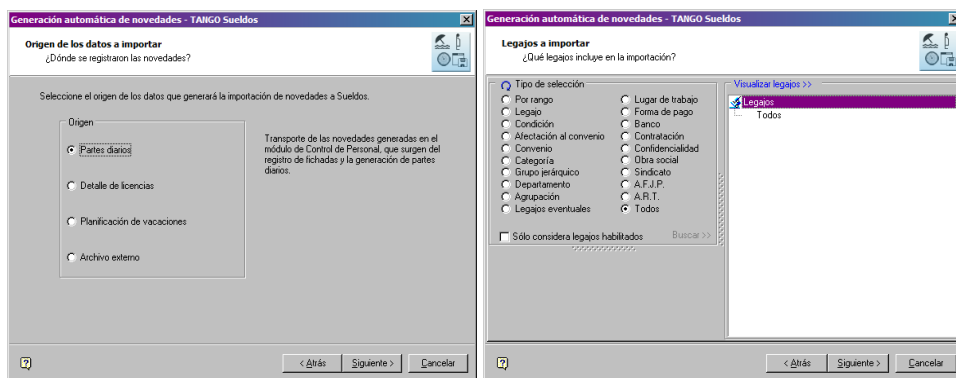 Generación automática de novedades - TANGO Sueldos
Origen de los datos a importar
¿Dónde se registraron las novedades?
Seleccione el origen de los datos que generará la importación de novedades a Sueldos.
Origen
Partes diarios
Detalle de licencias
Planificación de vacaciones
Archivo externo
Transporte de las novedades generadas en el
módulo de Control de Personal, que surgen del
registro de fichadas y la generación de partes
diarios.
< Atrás
Siguiente >
Cancelar
Generación automática de novedades - TANGO Sueldos
Legajos a importar
¿Qué legajos incluye en la importación?
Tipo de selección
Por rango
Legajo
Condición
Afectación al convenio
Convenio
Categoría
Grupo jerárquico
Departamento
Agrupación
Legajos eventuales
Lugar de trabajo
Forma de pago
Banco
Contratación
Confidencialidad
Obra social
Sindicato
A.F.J.P.
A.R.T.
Todos
Sólo considera legajos habilitados
Buscar >>
Visualizar legajos >>
Legajos
Todos
< Atrás
Siguiente >
Cancelar